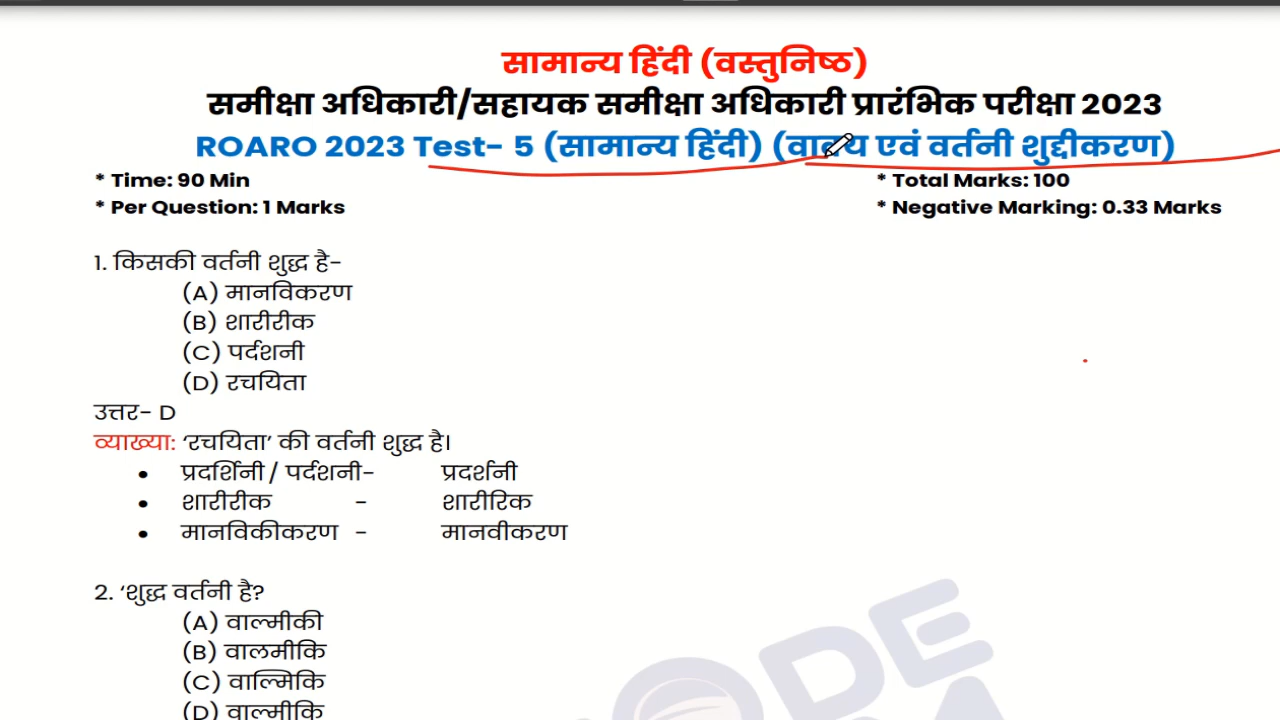 सामान्य हिंदी (वस्तुनिष्ठ)
समीक्षा अधिकारी/सहायक समीक्षा अधिकारी प्रारंभिक परीक्षा 2023
ROARO 2023 Test- 5 (सामान्य हिंदी) (वाक्य एवं वर्तनी शुद्दीकरण)
* Time: 90 Min * Total Marks: 100
* Per Question: 1 Marks * Negative Marking: 0.33 Marks
1. किसकी वर्तनी शुद्ध है-
(A) मानविकरण
(B) शारीरीक
(C) पर्दशनी
(D) रचयिता
उत्तर- D
व्याख्या: ‘रचयिता’ की वर्तनी शुद्ध है।
• प्रदर्शिनी / पर्दशनी- प्रदर्शनी
• शारीरीक - शारीरिक
• मानविकीकरण - मानवीकरण
2. ‘शुद्ध वर्तनी है?
(A) वाल्मीकी
(B) वालमीकि
(C) वाल्मिकि
(D) वाल्मीकि